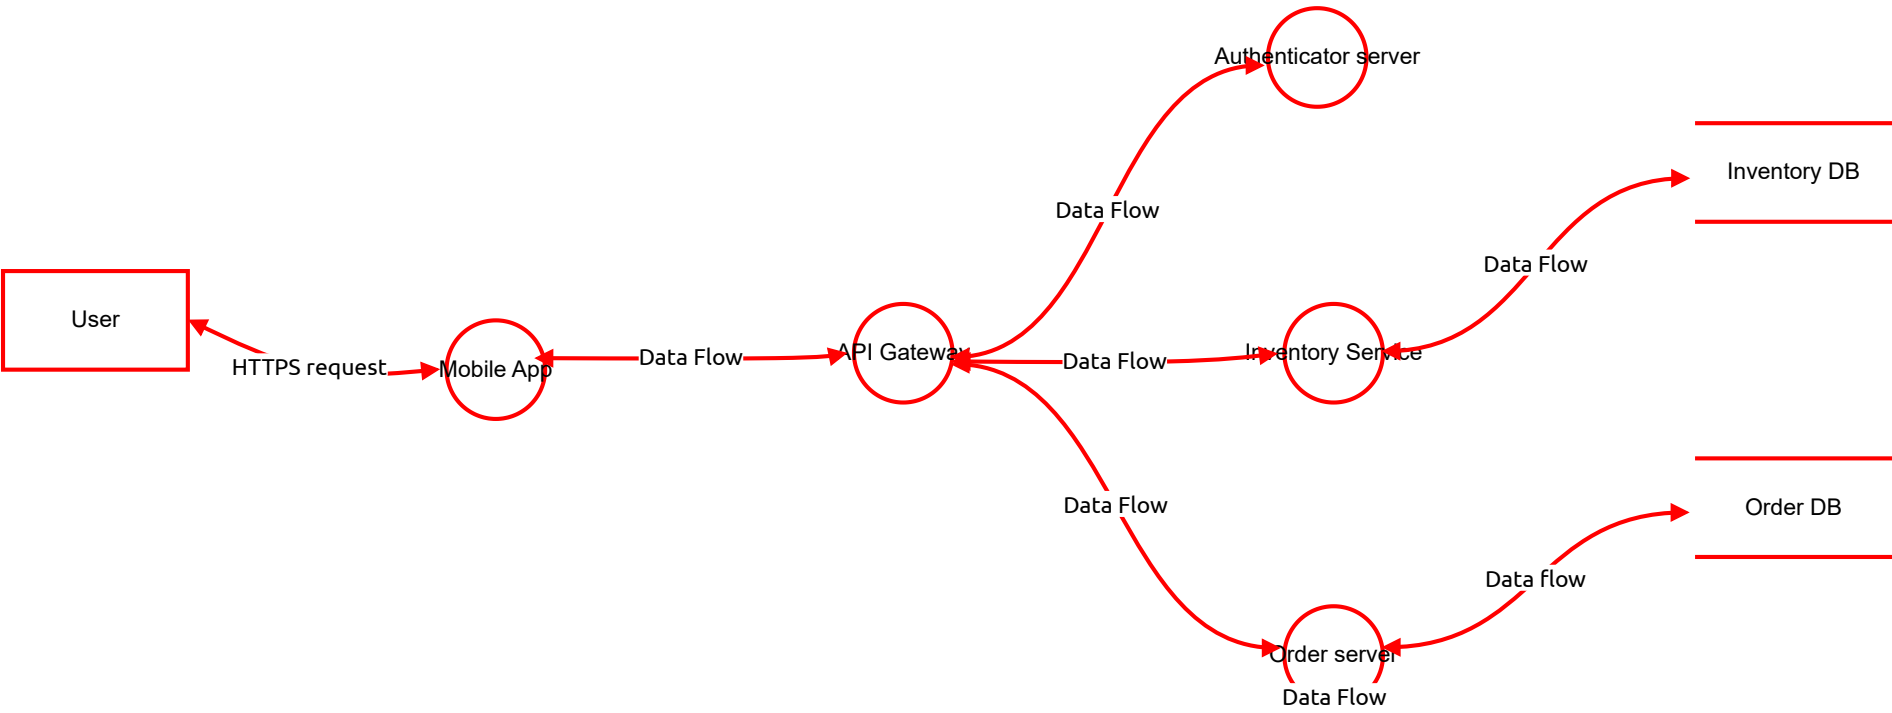 Authenticator server
Inventory DB
Data Flow
Data Flow
User
HTTPS request
Mobile App
Data Flow
API Gateway
Data Flow
Inventory Service
Data Flow
Order DB
Data flow
Order server
Data Flow